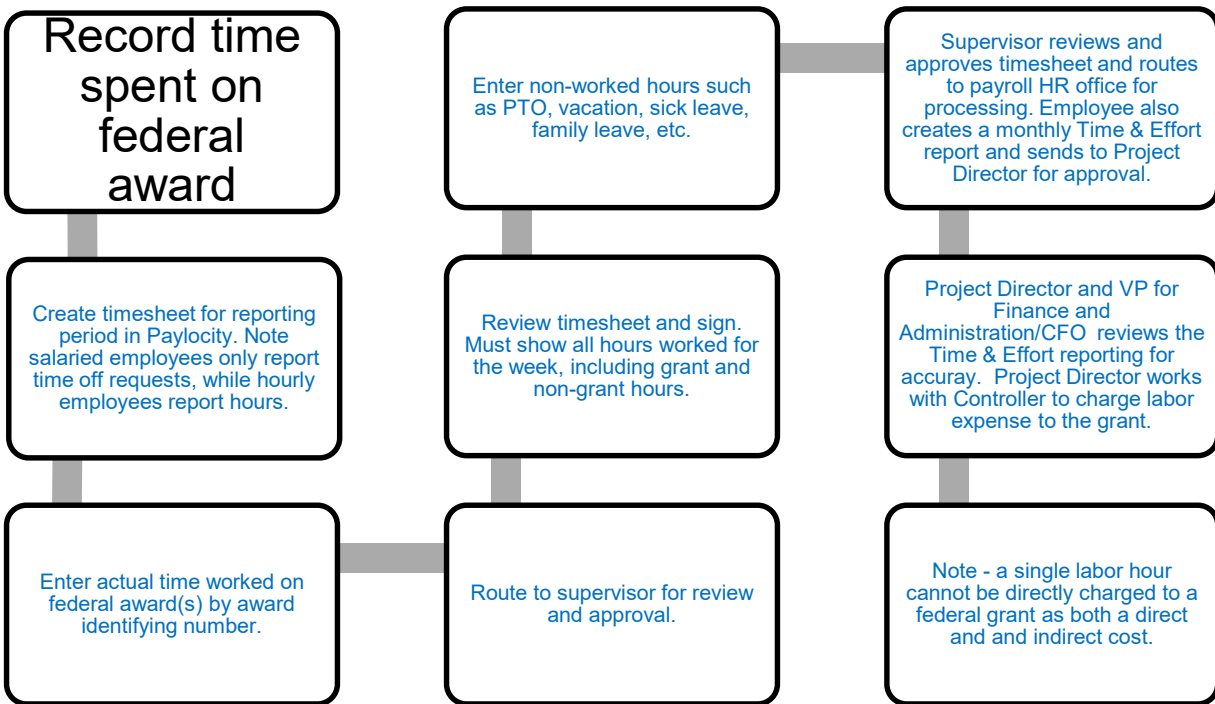 Record time
spent on
federal
award
Create timesheet for reporting
period in Paylocity. Note
salaried employees only report
time off requests, while hourly
employees report hours.
Enter actual time worked on
federal award(s) by award
identifying number.
Route to supervisor for review
and approval.
Review timesheet and sign.
Must show all hours worked for
the week, including grant and
non-grant hours.
Enter non-worked hours such
as PTO, vacation, sick leave,
family leave, etc.
Supervisor reviews and
approves timesheet and routes
to payroll HR office for
processing. Employee also
creates a monthly Time & Effort
report and sends to Project
Director for approval.
Project Director and VP for
Finance and
Administration/CFO reviews the
Time & Effort reporting for
accuray. Project Director works
with Controller to charge labor
expense to the grant.
Note - a single labor hour
cannot be directly charged to a
federal grant as both a direct
and and indirect cost.